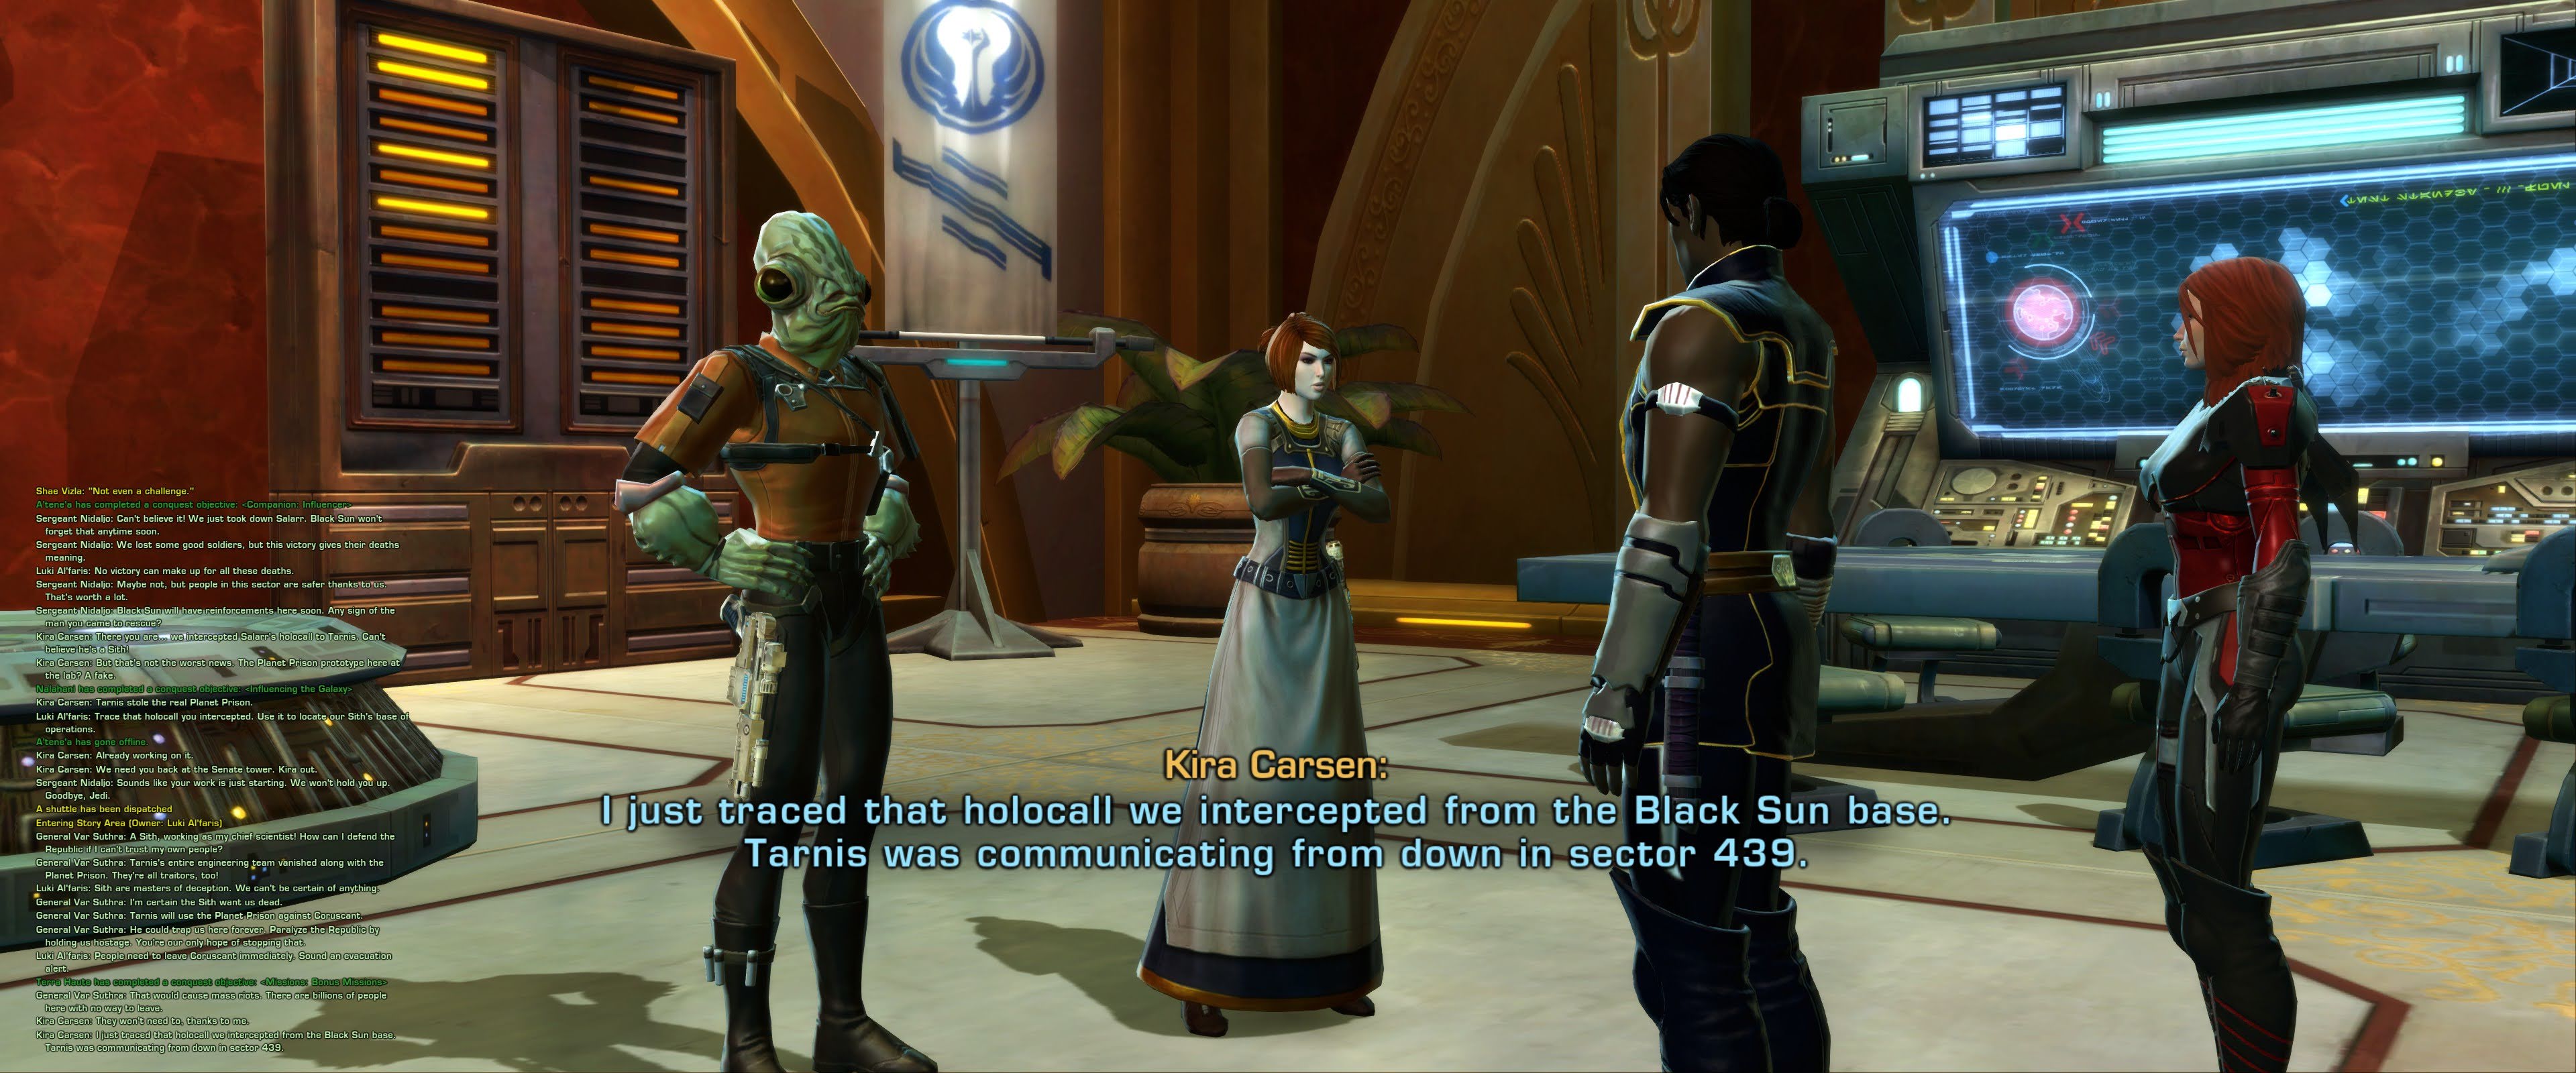 Shae Vizla: "Not even a challenge."
A'tene'a has completed a conquest objective: <Companion: Influencer>
Sergeant Nidaljo: Can't believe it! We just took down Salarr. Black Sun won't
forget that anytime soon.
Sergeant Nidaljo: We lost some good soldiers, but this victory gives their deaths
meaning.
Luki Al'faris: No victory can make up for all these deaths.
Sergeant Nidaljo: Maybe not, but people in this sector are safer thanks to us.
That's worth a lot.
Sergeant Nidaljo: Black Sun will have reinforcements here soon. Any sign of the
man you came to rescue?
Kira Carsen: There you are... we intercepted Salarr's holocall to Tarnis. Can't
believe he's a Sith!
Kira Carsen: But that's not the worst news. The Planet Prison prototype here at
the lab? A fake.
Nalahani has completed a conquest objective: <Influencing the Galaxy>
Kira Carsen: Tarnis stole the real Planet Prison.
Luki Al'faris: Trace that holocall you intercepted. Use it to locate our Sith's base of
operations.
A'tene'a has gone offline.
Kira Carsen: Already working on it.
Kira Carsen: We need you back at the Senate tower. Kira out.
Sergeant Nidaljo: Sounds like your work is just starting. We won't hold you up.
Goodbye, Jedi.
A shuttle has been dispatched
Entering Story Area (Owner: Luki Al'faris)
General Var Suthra: A Sith, working as my chief scientist! How can I defend the
Republic if I can't trust my own people?
General Var Suthra: Tarnis's entire engineering team vanished along with the
Planet Prison. They're all traitors, too!
Luki Al'faris: Sith are masters of deception. We can't be certain of anything.
General Var Suthra: I'm certain the Sith want us dead.
General Var Suthra: Tarnis will use the Planet Prison against Coruscant.
General Var Suthra: He could trap us here forever. Paralyze the Republic by
holding us hostage. You're our only hope of stopping that.
Luki Al'faris: People need to leave Coruscant immediately. Sound an evacuation
alert.
Terra Haute has completed a conquest objective: <Missions: Bonus Missions>
General Var Suthra: That would cause mass riots. There are billions of people
here with no way to leave.
Kira Carsen: They won't need to, thanks to me.
Kira Carsen: I just traced that holocall we intercepted from the Black Sun base.
Tarnis was communicating from down in sector 439.
Kira Carsen:
I just traced that holocall we intercepted from the Black Sun base.
Tarnis was communicating from down in sector 439.